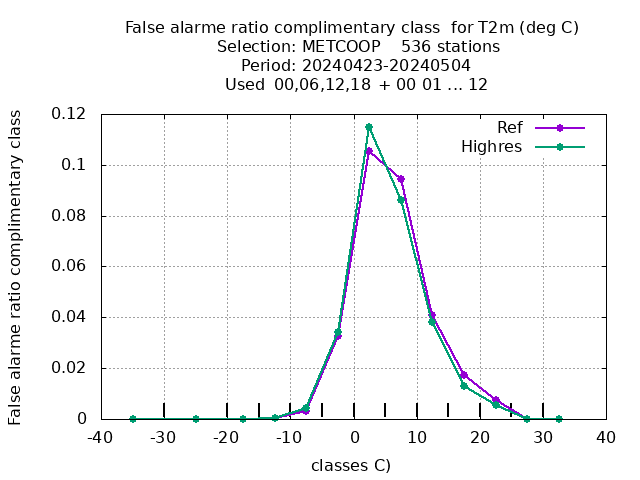 False alarme ratio complimentary class  for T2m (deg C)
Selection: METCOOP    536 stations
Period: 20240423-20240504
Used  00,06,12,18 + 00 01 ... 12
False alarme ratio complimentary class
0.12
0.1
0.08
0.06
0.04
0.02
0
Ref
Highres
-40 -30 -20 -10 0 10 20 30 40
classes C)